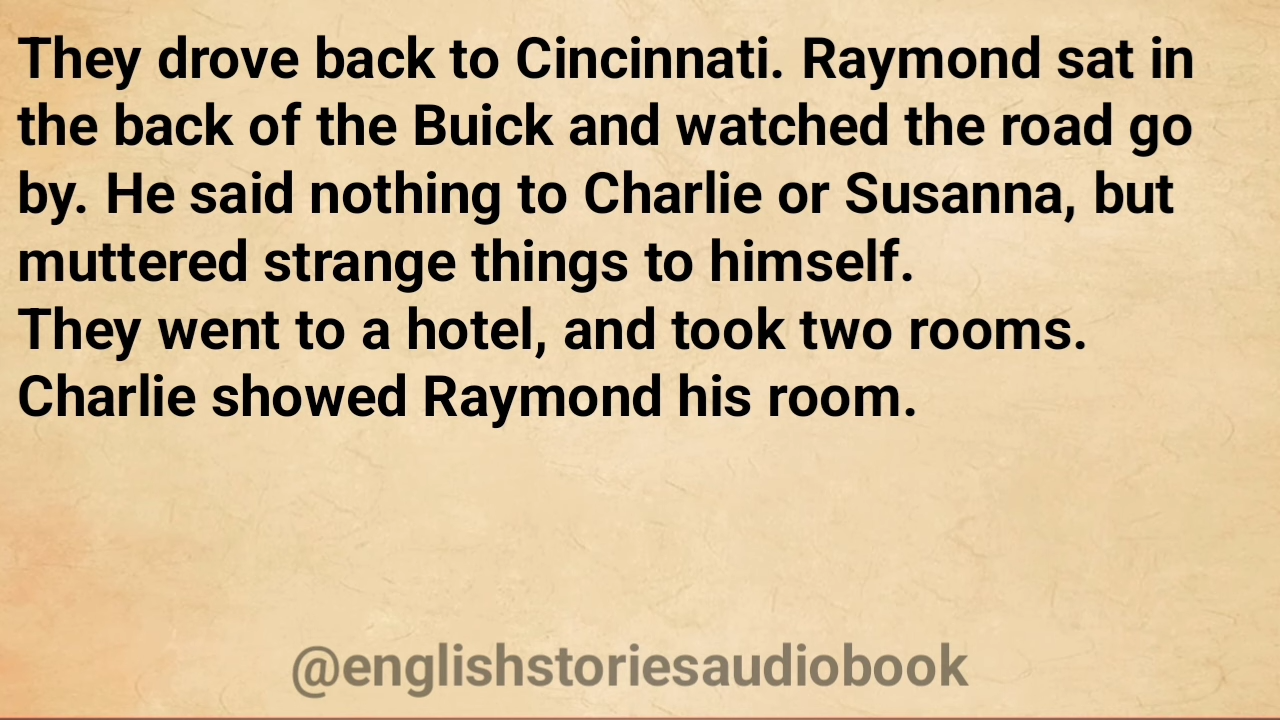 They drove back to Cincinnati. Raymond sat in
the back of the Buick and watched the road go
by. He said nothing to Charlie or Susanna, but
muttered strange things to himself.
They went to a hotel, and took two rooms.
Charlie showed Raymond his room.
@englishstoriesaudiobook